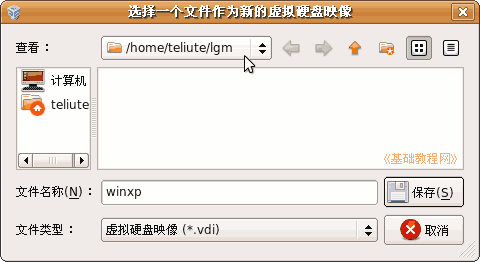 选择一个文件作为新的虚拟硬盘映像
查看： /home/teliute/lgm
计算机
teliute
《基础教程网》
文件名称(N)： winxp 保存(S)
文件类型： 虚拟硬盘映像 (*.vdi) 取消